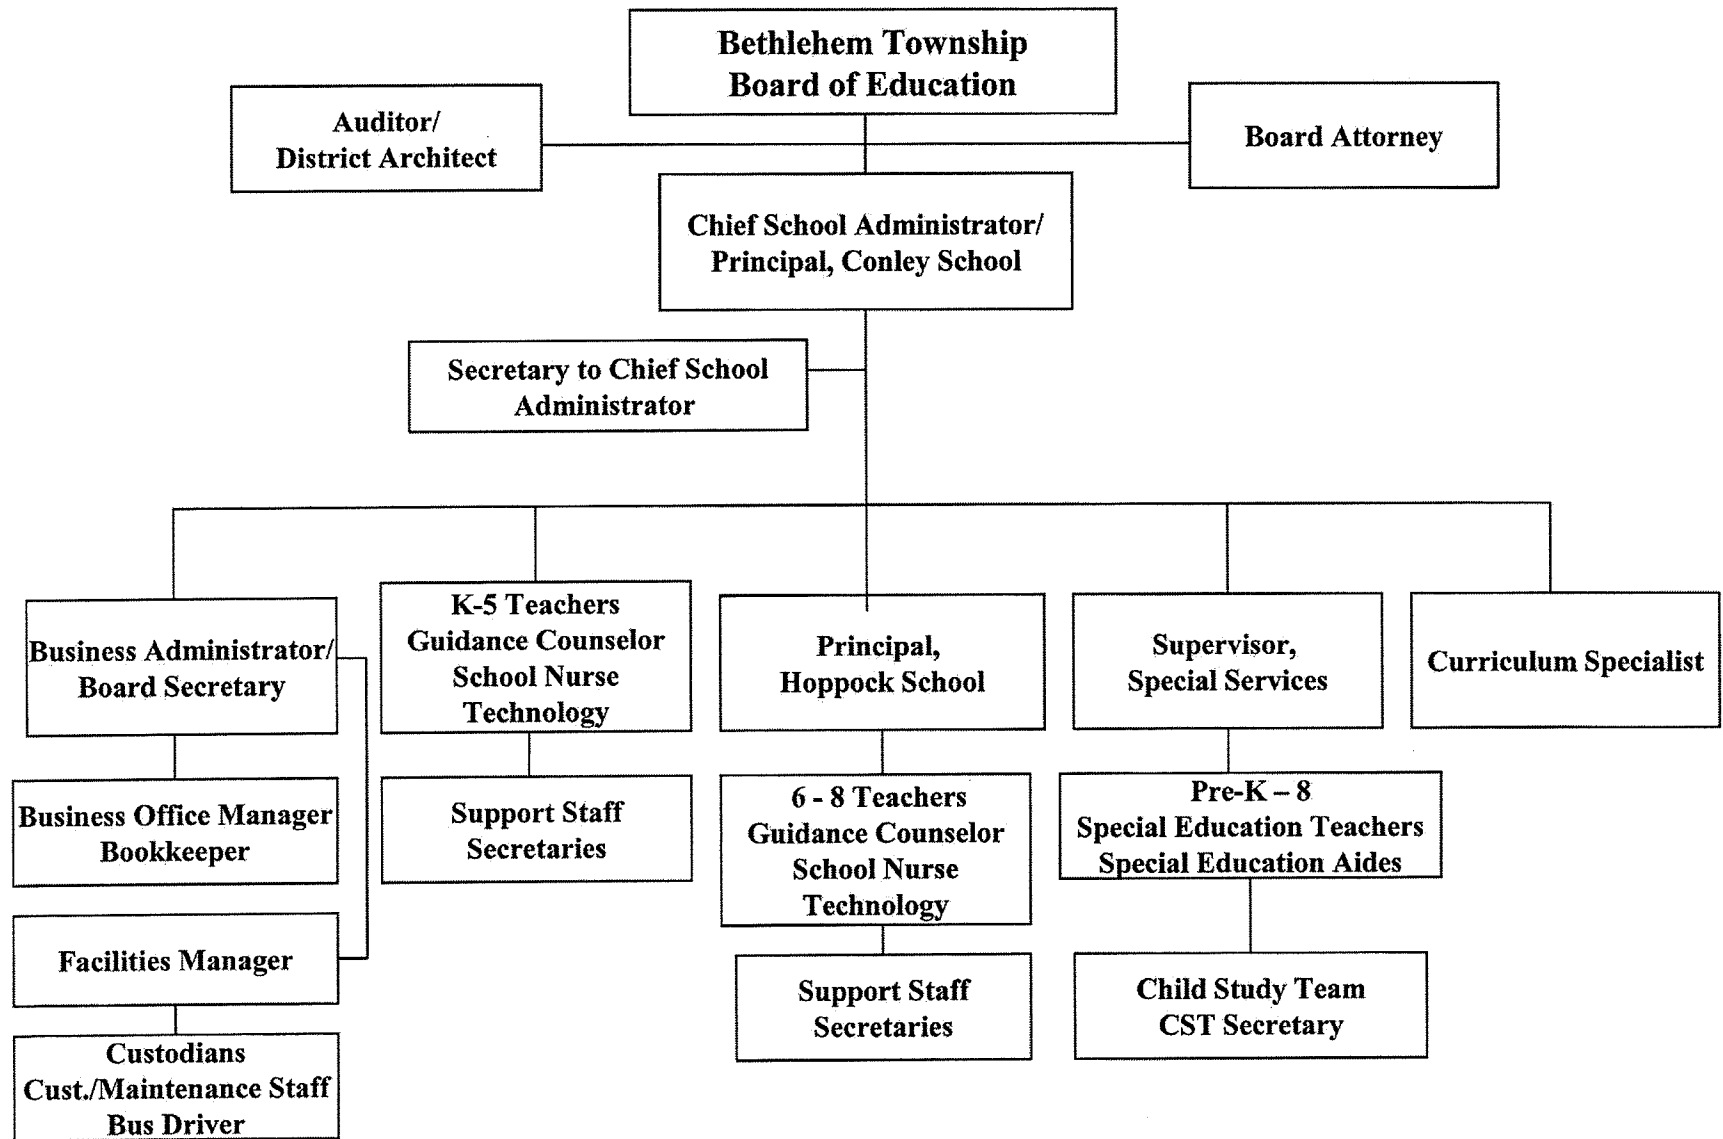 Bethlehem Township
Board of Education
Auditor/
District Architect
Board Attorney
Chief School Administrator/
Principal, Conley School
Secretary to Chief School
Administrator
Business Administrator/
Board Secretary
K-5 Teachers
Guidance Counselor
School Nurse
Technology
Principal,
Hoppock School
Supervisor,
Special Services
Curriculum Specialist
Business Office Manager
Bookkeeper
Support Staff
Secretaries
6 - 8 Teachers
Guidance Counselor
School Nurse
Technology
Pre-K – 8
Special Education Teachers
Special Education Aides
Facilities Manager
Support Staff
Secretaries
Child Study Team
CST Secretary
Custodians
Cust./Maintenance Staff
Bus Driver